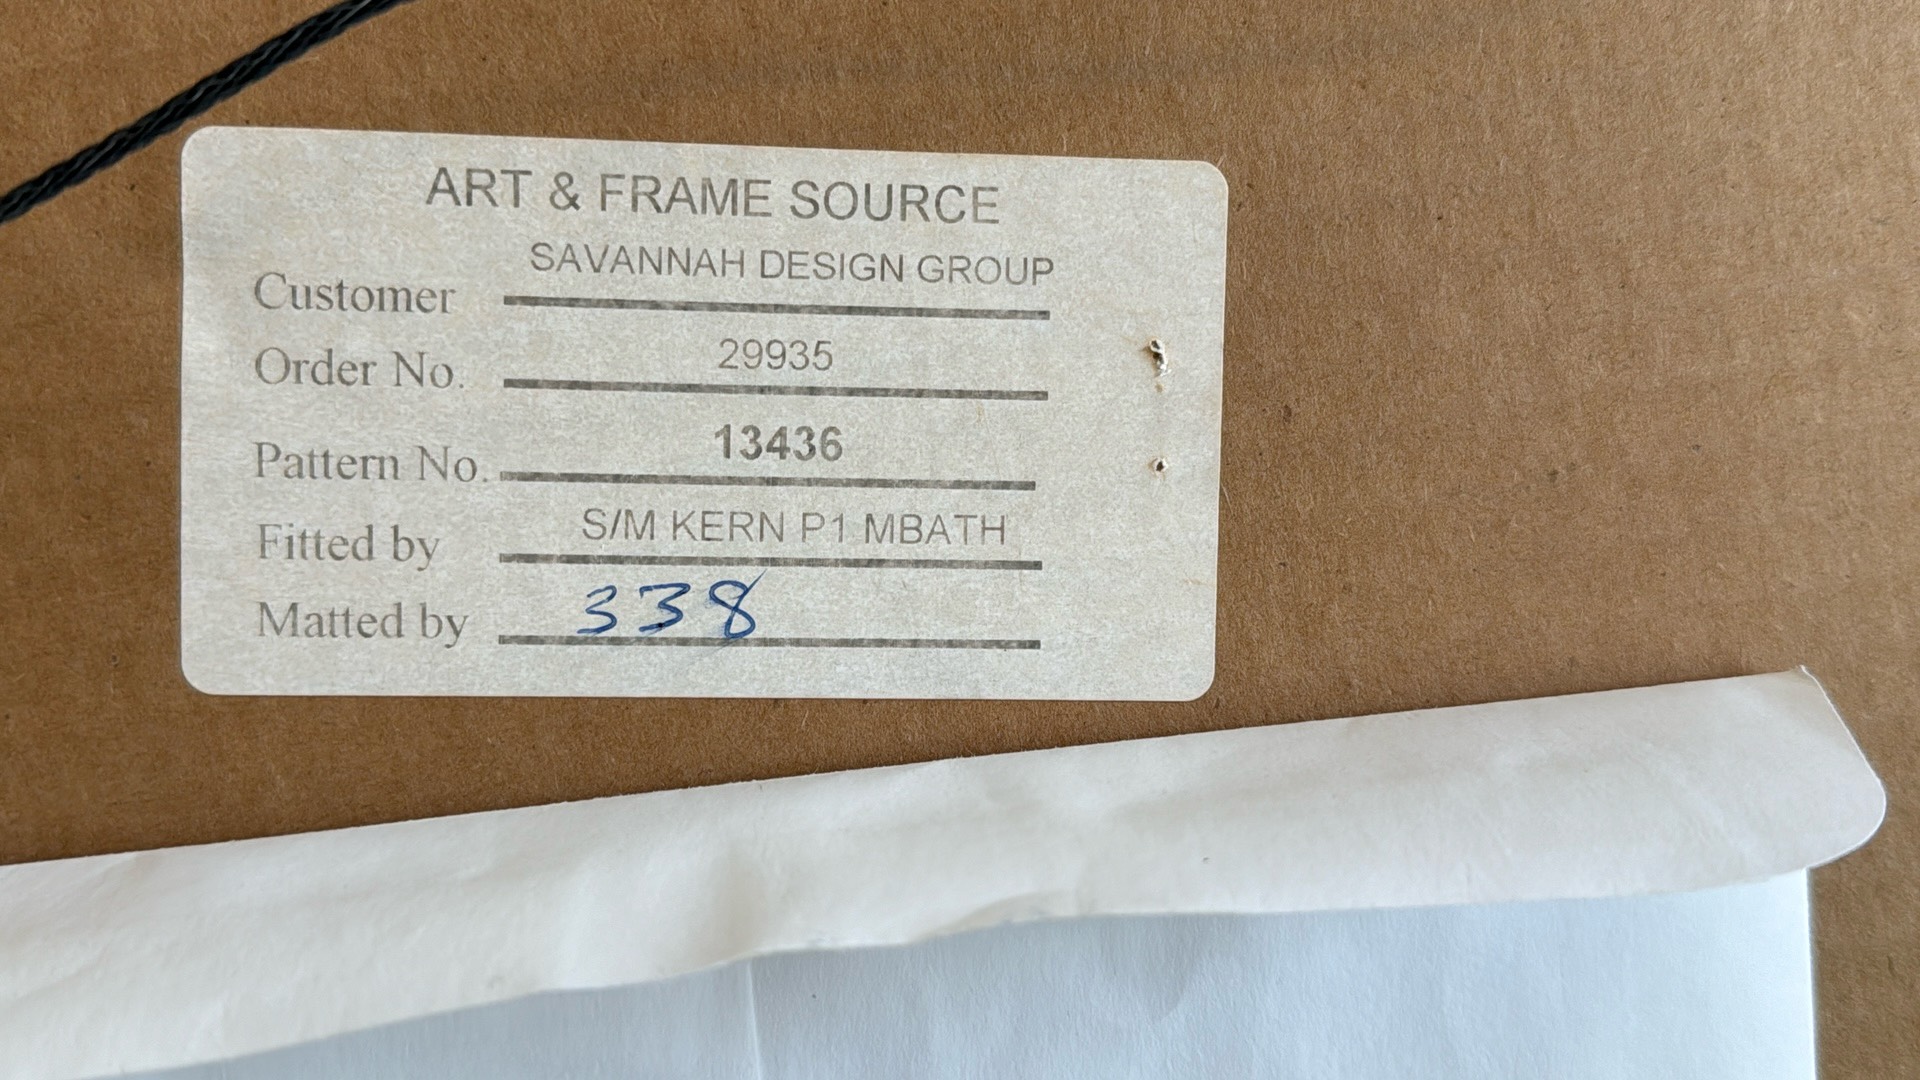 ART & FRAME SOURCE
Customer SAVANNAH DESIGN GROUP
Order No. 29935
Pattern No. 13436
Fitted by S/M KERN P1 MBATH
Matted by 338